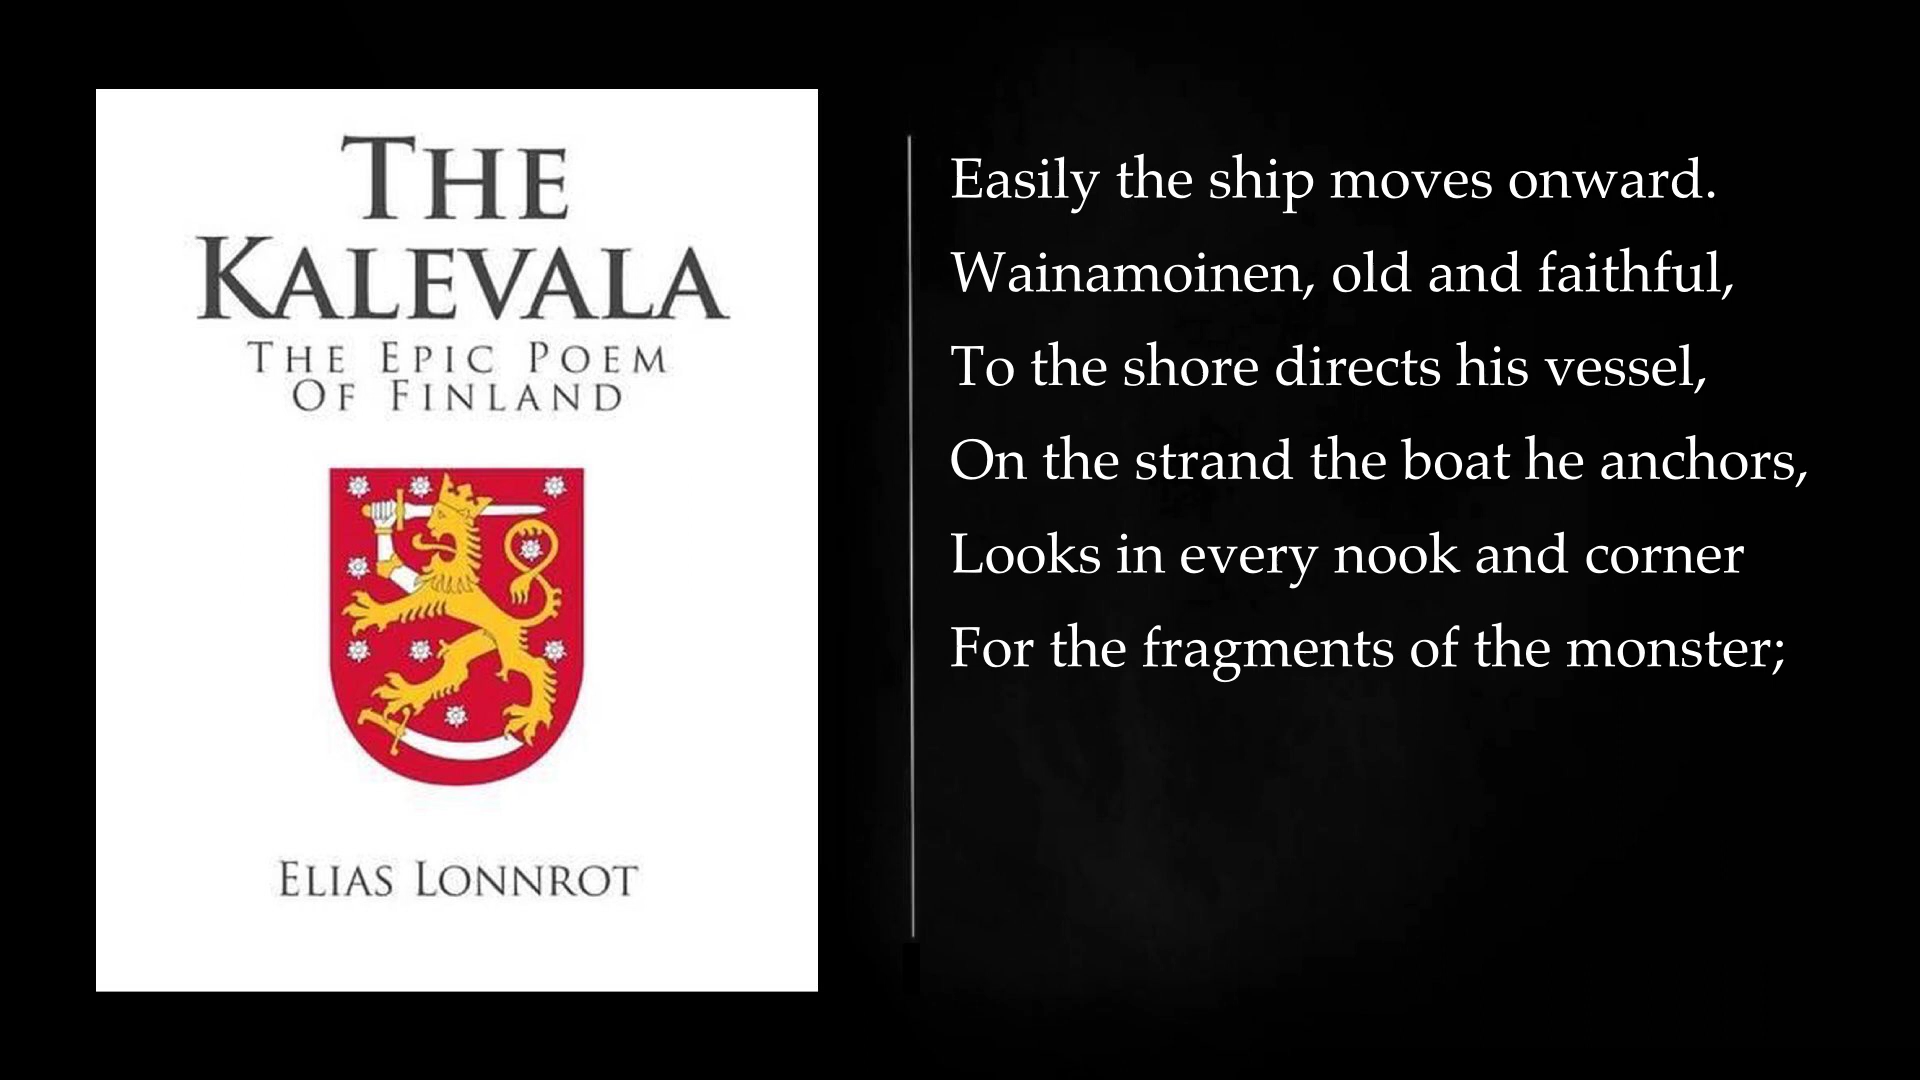 THE
KALEVALA
THE EPIC POEM
OF FINLAND
ELIAS LONNROT
Easily the ship moves onward.
Wainamoinen, old and faithful,
To the shore directs his vessel,
On the strand the boat he anchors,
Looks in every nook and corner
For the fragments of the monster;